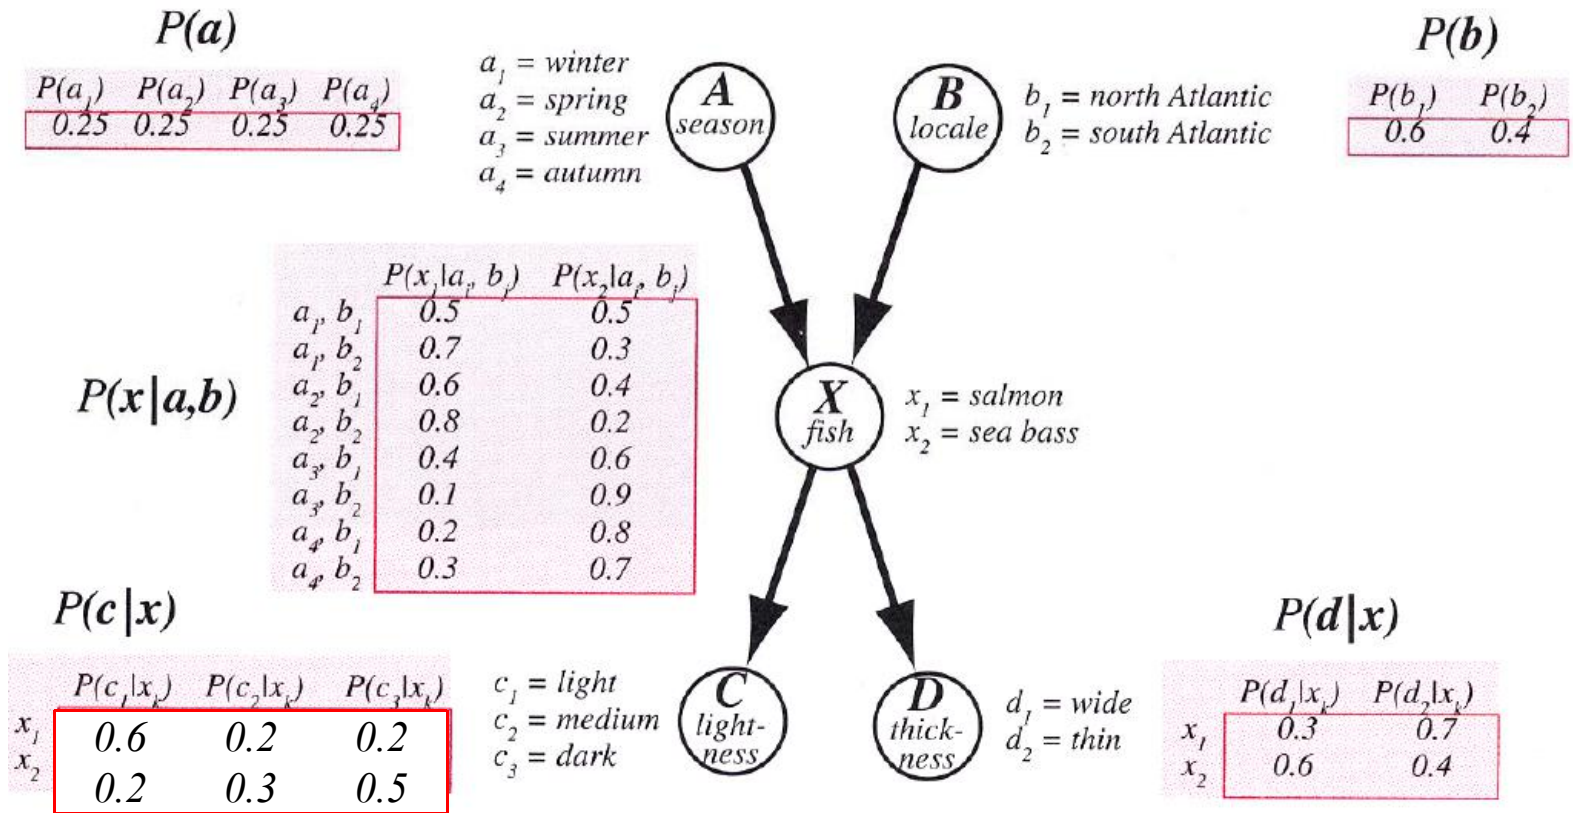 P(a)
P(a₁) P(a₂) P(a₃) P(a₄)
0.25 0.25 0.25 0.25
a₁ = winter
a₂ = spring
a₃ = summer
a₄ = autumn
A
season
B
locale
b₁ = north Atlantic
b₂ = south Atlantic
P(b)
P(b₁) P(b₂)
0.6 0.4
P(x|a,b)
P(x₁|aᵢ, bⱼ) P(x₂|aᵢ, bⱼ)
a₁, b₁ 0.5 0.5
a₁, b₂ 0.7 0.3
a₂, b₁ 0.6 0.4
a₂, b₂ 0.8 0.2
a₃, b₁ 0.4 0.6
a₃, b₂ 0.1 0.9
a₄, b₁ 0.2 0.8
a₄, b₂ 0.3 0.7
X
fish
x₁ = salmon
x₂ = sea bass
P(c|x)
P(c₁|xₖ) P(c₂|xₖ) P(c₃|xₖ)
x₁ 0.6 0.2 0.2
x₂ 0.2 0.3 0.5
c₁ = light
c₂ = medium
c₃ = dark
C
light-
ness
D
thick-
ness
d₁ = wide
d₂ = thin
P(d|x)
P(d₁|xₖ) P(d₂|xₖ)
x₁ 0.3 0.7
x₂ 0.6 0.4